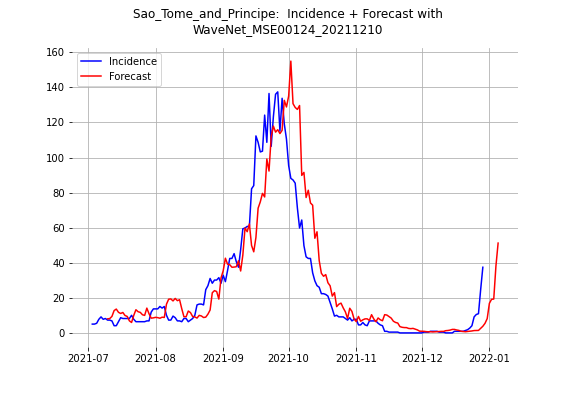 Sao_Tome_and_Principe:  Incidence + Forecast with
WaveNet_MSE00124_20211210
Incidence
Forecast
160
140
120
100
80
60
40
20
0
2021-07 2021-08 2021-09 2021-10 2021-11 2021-12 2022-01